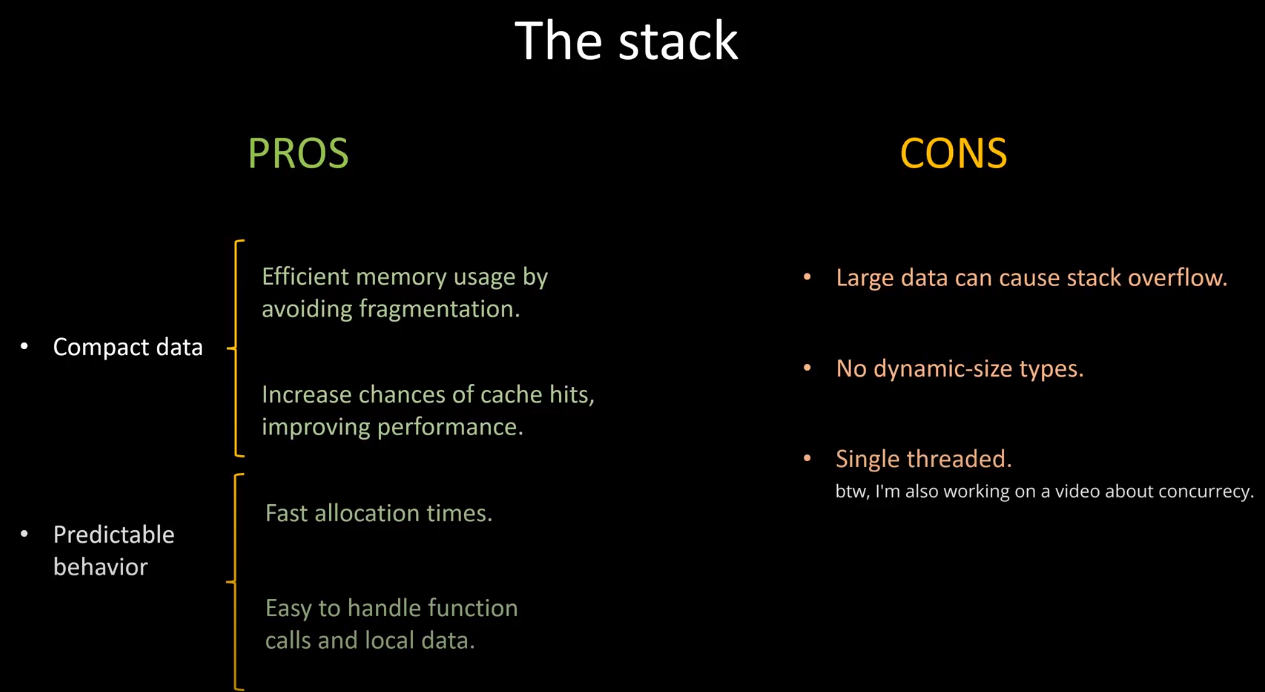 The stack
PROS
• Compact data
Efficient memory usage by
avoiding fragmentation.
Increase chances of cache hits,
improving performance.
• Predictable
behavior
Fast allocation times.
Easy to handle function
calls and local data.
CONS
• Large data can cause stack overflow.
• No dynamic-size types.
• Single threaded.
btw, I'm also working on a video about concurrecy.